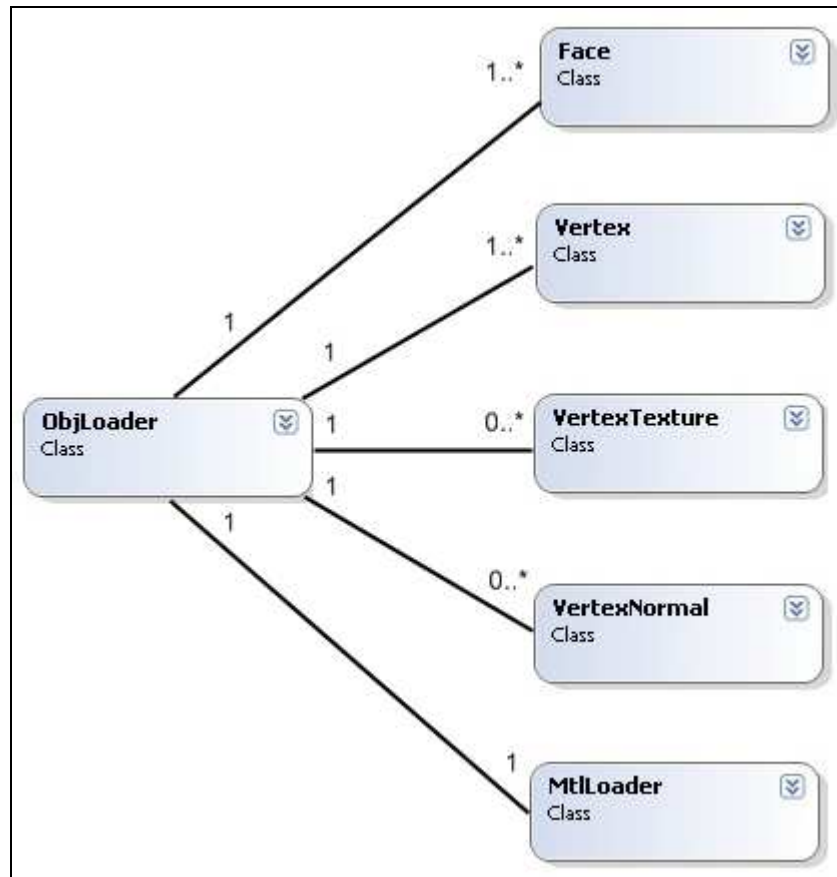 Face
Class
1..*
Vertex
Class
1..*
1
1
ObjLoader
Class
1
0..*
VertexTexture
Class
1
1
0..*
VertexNormal
Class
1
MtlLoader
Class